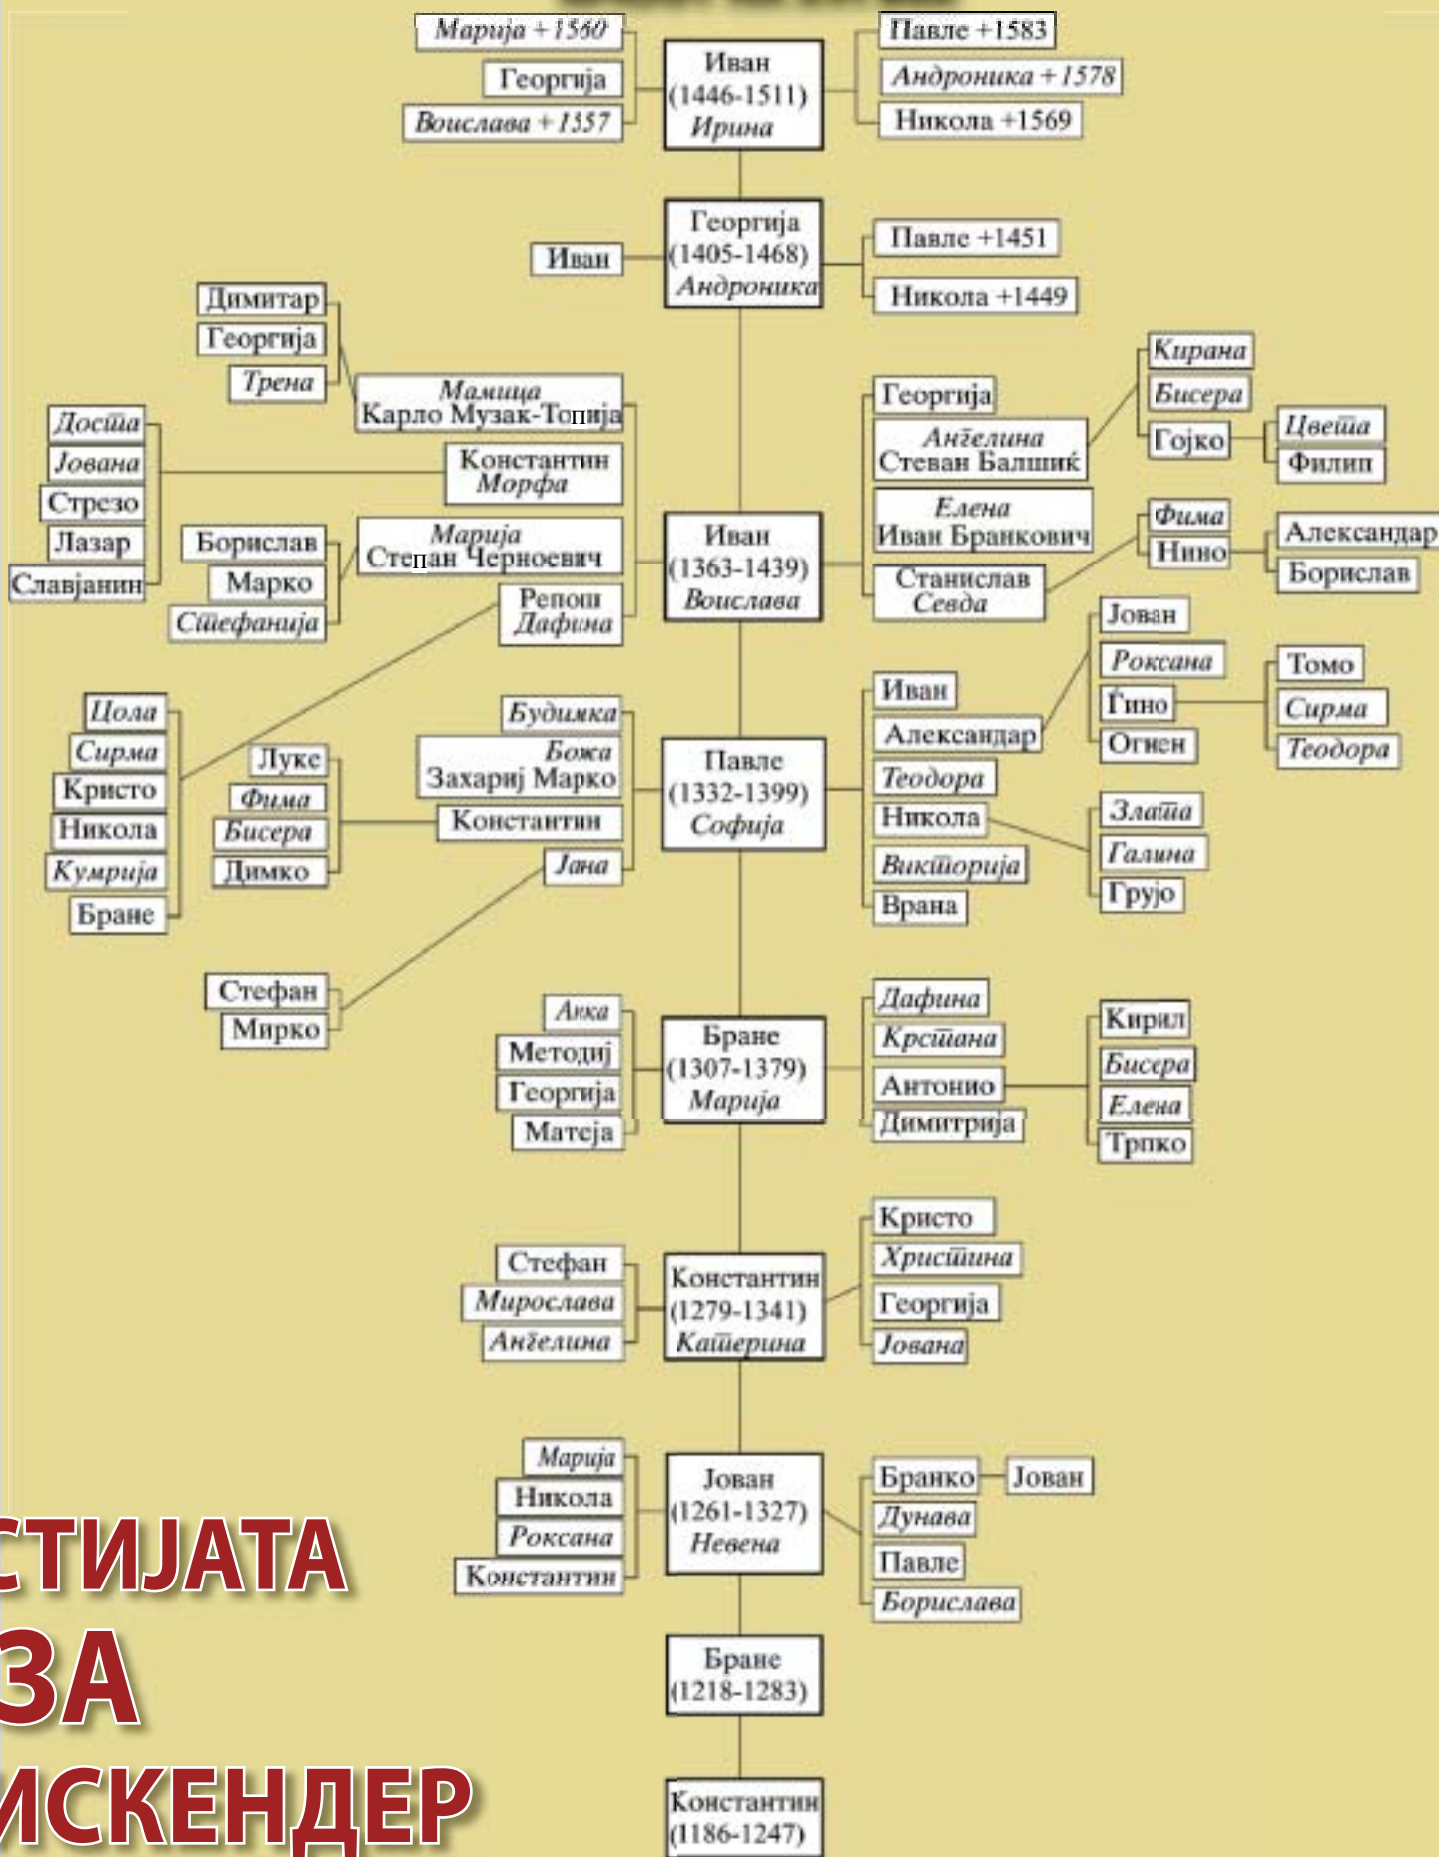 Марија +1560
Георгија
Воислава +1557
Иван
(1446-1511)
Ирина
Павле +1583
Андроника +1578
Никола +1569
Иван
Георгија
(1405-1468)
Андроника
Павле +1451
Никола +1449
Димитар
Георгија
Трена
Мамица
Карло Музак-Топија
Доста
Јована
Стрезо
Лазар
Славјанин
Константин
Морфа
Борислав
Марко
Стефанија
Марија
Степан Черноевич
Репош
Дафина
Иван
(1363-1439)
Воислава
Георгија
Анѓелина
Стеван Балшиќ
Елена
Иван Бранкович
Станислав
Севда
Кирана
Бисера
Гојко
Цвета
Филип
Фима
Нино
Александар
Борислав
Цола
Сирма
Кристо
Никола
Кумрија
Бране
Луке
Фима
Бисера
Димко
Будимка
Божа
Захариј Марко
Константин
Јана
Стефан
Мирко
Павле
(1332-1399)
Софија
Иван
Александар
Теодора
Никола
Викторија
Врана
Јован
Роксана
Ѓино
Огнен
Томо
Сирма
Теодора
Злата
Галина
Грујо
Методиј
Георгија
Матеја
Бране
(1307-1379)
Марија
Дафина
Крстана
Антонио
Димитрија
Кирил
Бисера
Елена
Трпко
Стефан
Мирослава
Анѓелина
Константин
(1279-1341)
Катерина
Кристо
Христина
Георгија
Јована
Марија
Никола
Роксана
Константин
Јован
(1261-1327)
Невена
Бранко
Јован
Дунава
Павле
Борислава
Бране
(1218-1283)
Константин
(1186-1247)
СТИЈАТА
ЗА
ИСКЕНДЕР